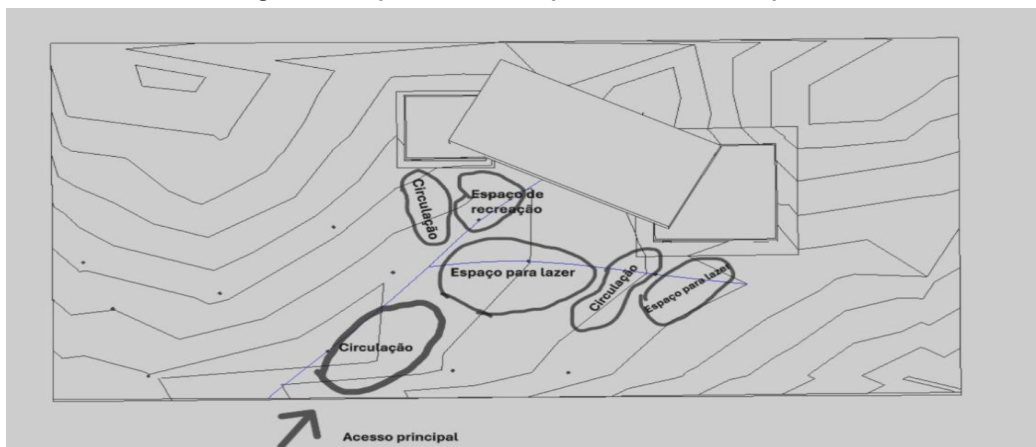 Circulação
Espaço de
recreação
Espaço para lazer
Circulação
Espaço para lazer
Circulação
Acesso principal